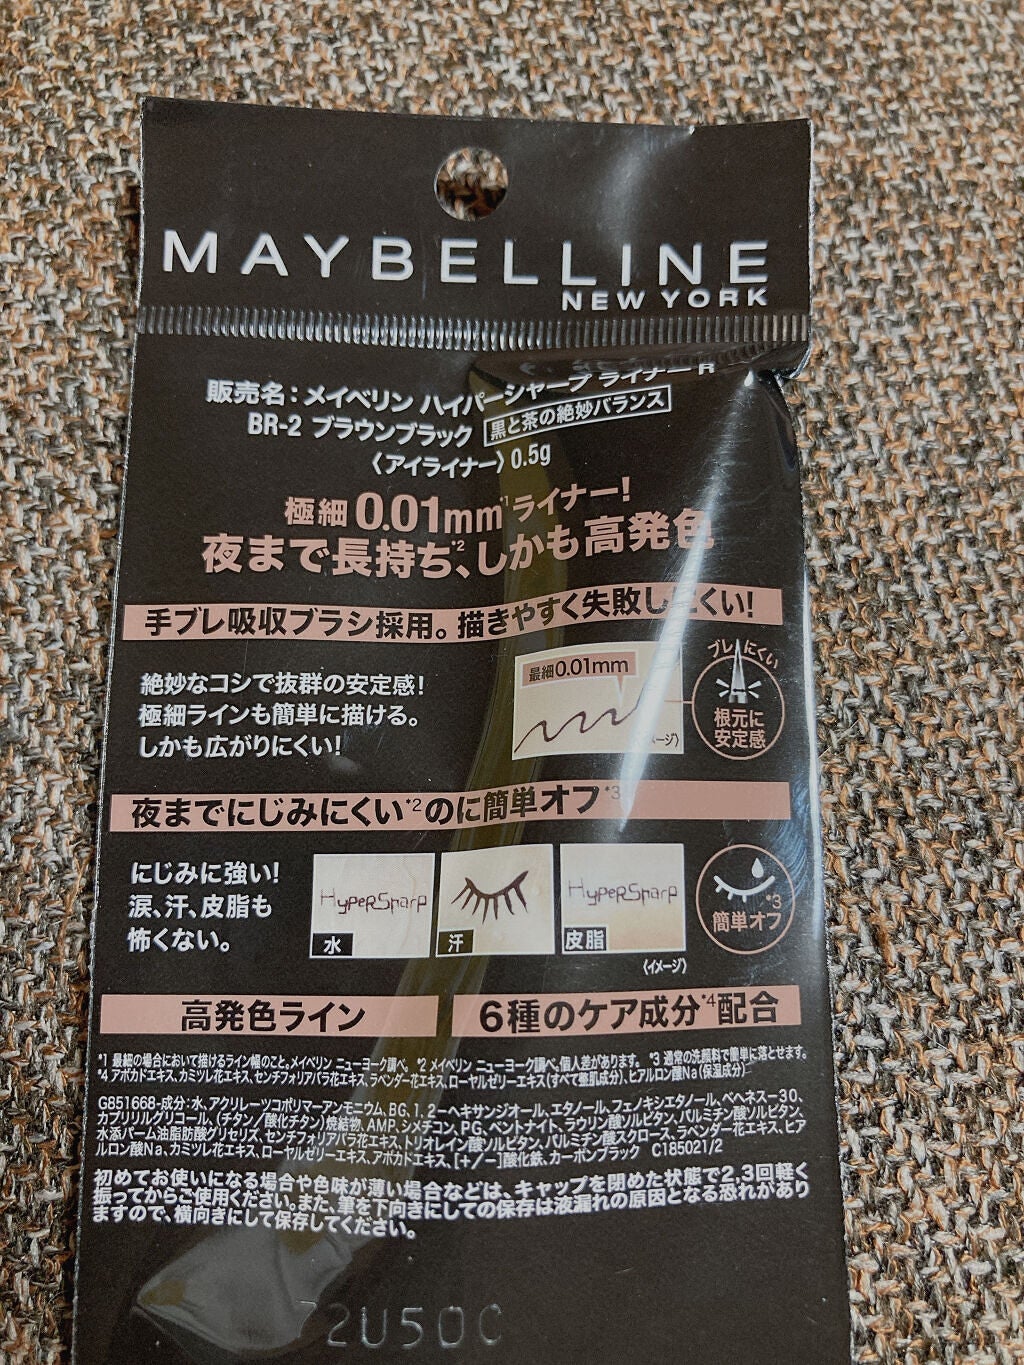 MAYBELLINE
NEW YORK
販売名：メイベリン ハイパーシャープ ライナー R
BR-2 ブラウンブラック 黒と茶の絶妙バランス
〈アイライナー〉0.5g
極細0.01mm*1ライナー！
夜まで長持ち*2、しかも高発色
手ブレ吸収ブラシ採用。描きやすく失敗しにくい！
絶妙なコシで抜群の安定感！
極細ラインも簡単に描ける。
しかも広がりにくい！
最細0.01mm
ージ）
ブレにくい
根元に
安定感
夜までにじみにくい*2のに簡単オフ*3
にじみに強い！
涙、汗、皮脂も
怖くない。
HyperSharp
水
汗
HyperSharp
皮脂
（イメージ）
*3
簡単オフ
高発色ライン
6種のケア成分*4配合
*1 最細の場合において描けるライン幅のこと。メイベリン ニューヨーク調べ。 *2 メイベリン ニューヨーク調べ。個人差があります。 *3 通常の洗顔料で簡単に落とせます。
*4 アボカドエキス、カミツレ花エキス、センチフォリアバラ花エキス、ラベンダー花エキス、ローヤルゼリーエキス（すべて整肌成分）、ヒアルロン酸Na（保湿成分）
G851668-成分：水、アクリレーツコポリマーアンモニウム、BG、1,2-ヘキサンジオール、エタノール、フェノキシエタノール、ベヘネス-30、
カプリリルグリコール、（チタン／酸化チタン）焼結物、AMP、シメチコン、PG、ベントナイト、ラウリン酸ソルビタン、パルミチン酸ソルビタン、
水添パーム油脂肪酸グリセリズ、センチフォリアバラ花エキス、トリオレイン酸ソルビタン、パルミチン酸スクロース、ラベンダー花エキス、ヒア
ルロン酸Na、カミツレ花エキス、ローヤルゼリーエキス、アボカドエキス、［＋／－］酸化鉄、カーボンブラック C185021/2
初めてお使いになる場合や色味が薄い場合などは、キャップを閉めた状態で2,3回軽く
振ってからご使用ください。また、筆を下向きにしての保存は液漏れの原因となる恐れがあり
ますので、横向きにして保存してください。
2U50C